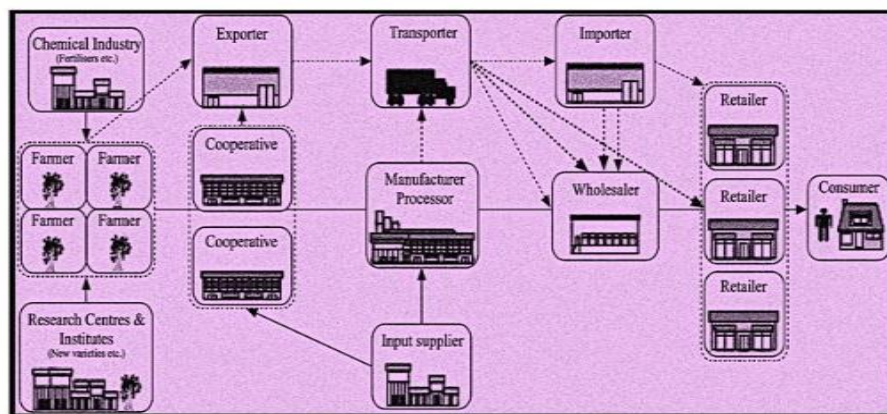 Chemical Industry
(Fertilisers etc.)
Exporter
Transporter
Importer
Retailer
Farmer
Farmer
Cooperative
Manufacturer
Processor
Wholesaler
Retailer
Consumer
Farmer
Farmer
Cooperative
Retailer
Research Centres &
Institutes
(New varieties etc.)
Input supplier